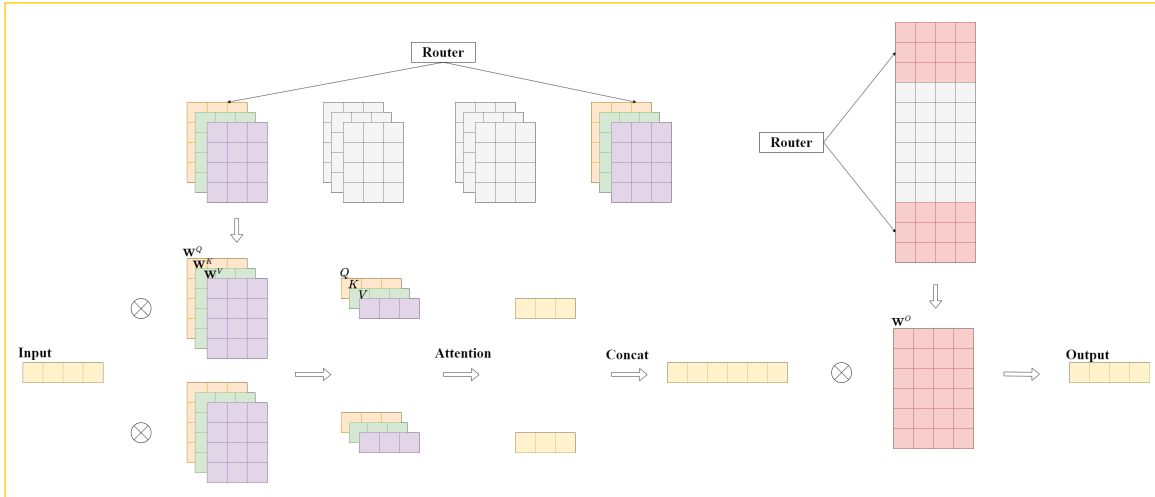 Router
Router
W^Q
W^K
W^V
Q
K
V
W^O
Input
Attention
Concat
Output